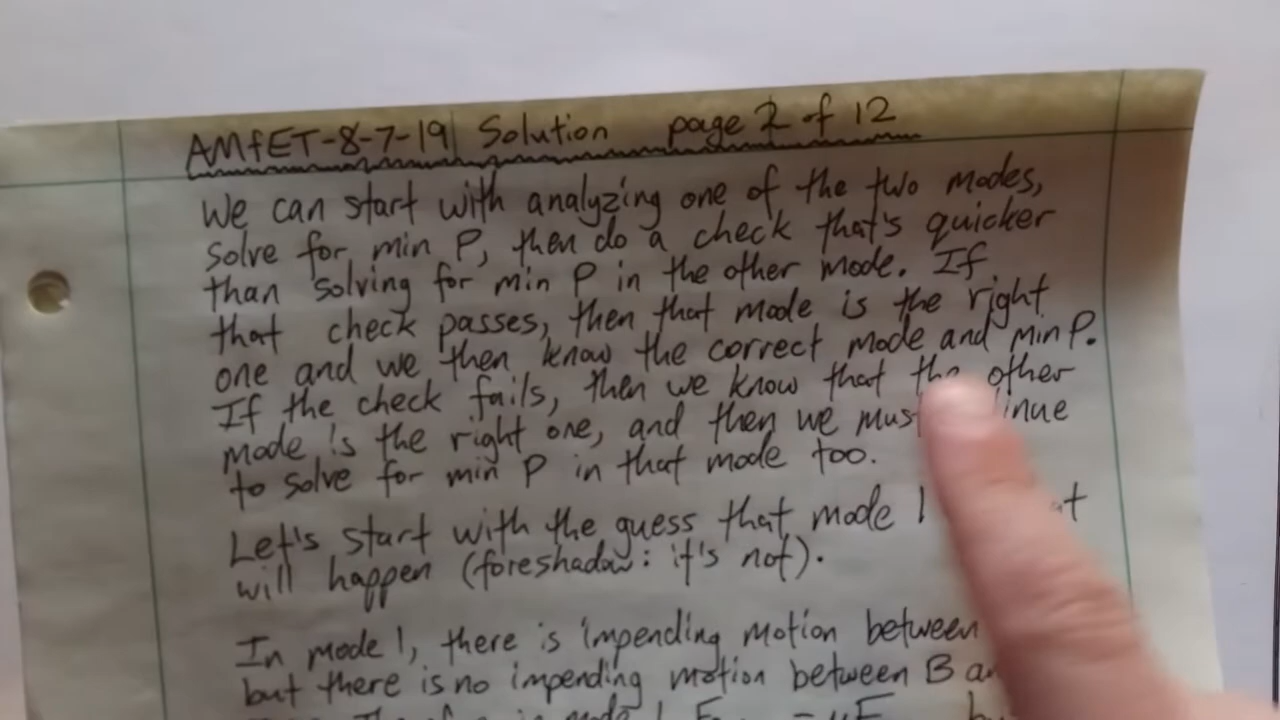 AMfET-8-7-19 Solution page 2 of 12
We can start with analyzing one of the two modes,
solve for min P, then do a check that's quicker
than solving for min P in the other mode. If
that check passes, then that mode is the right
one and we then know the correct mode and min P.
If the check fails, then we know that the other
mode is the right one, and then we must
to solve for min P in that mode too.
Let's start with the guess that mode 1
will happen (foreshadow: it's not).
In mode 1, there is impending motion between
but there is no impending motion between B